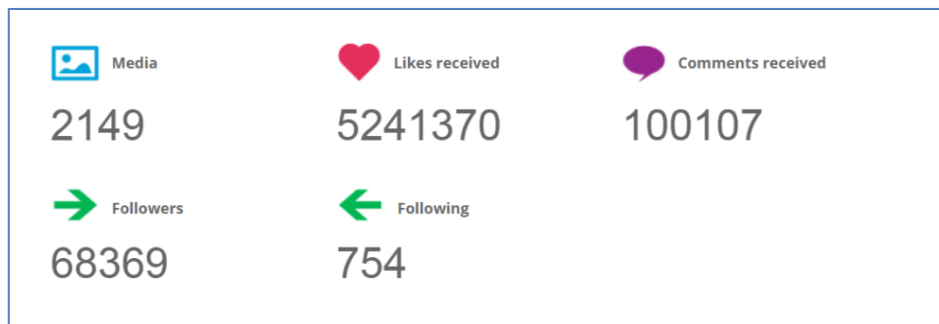 Media
Likes received
Comments received
2149
5241370
100107
Followers
Following
68369
754